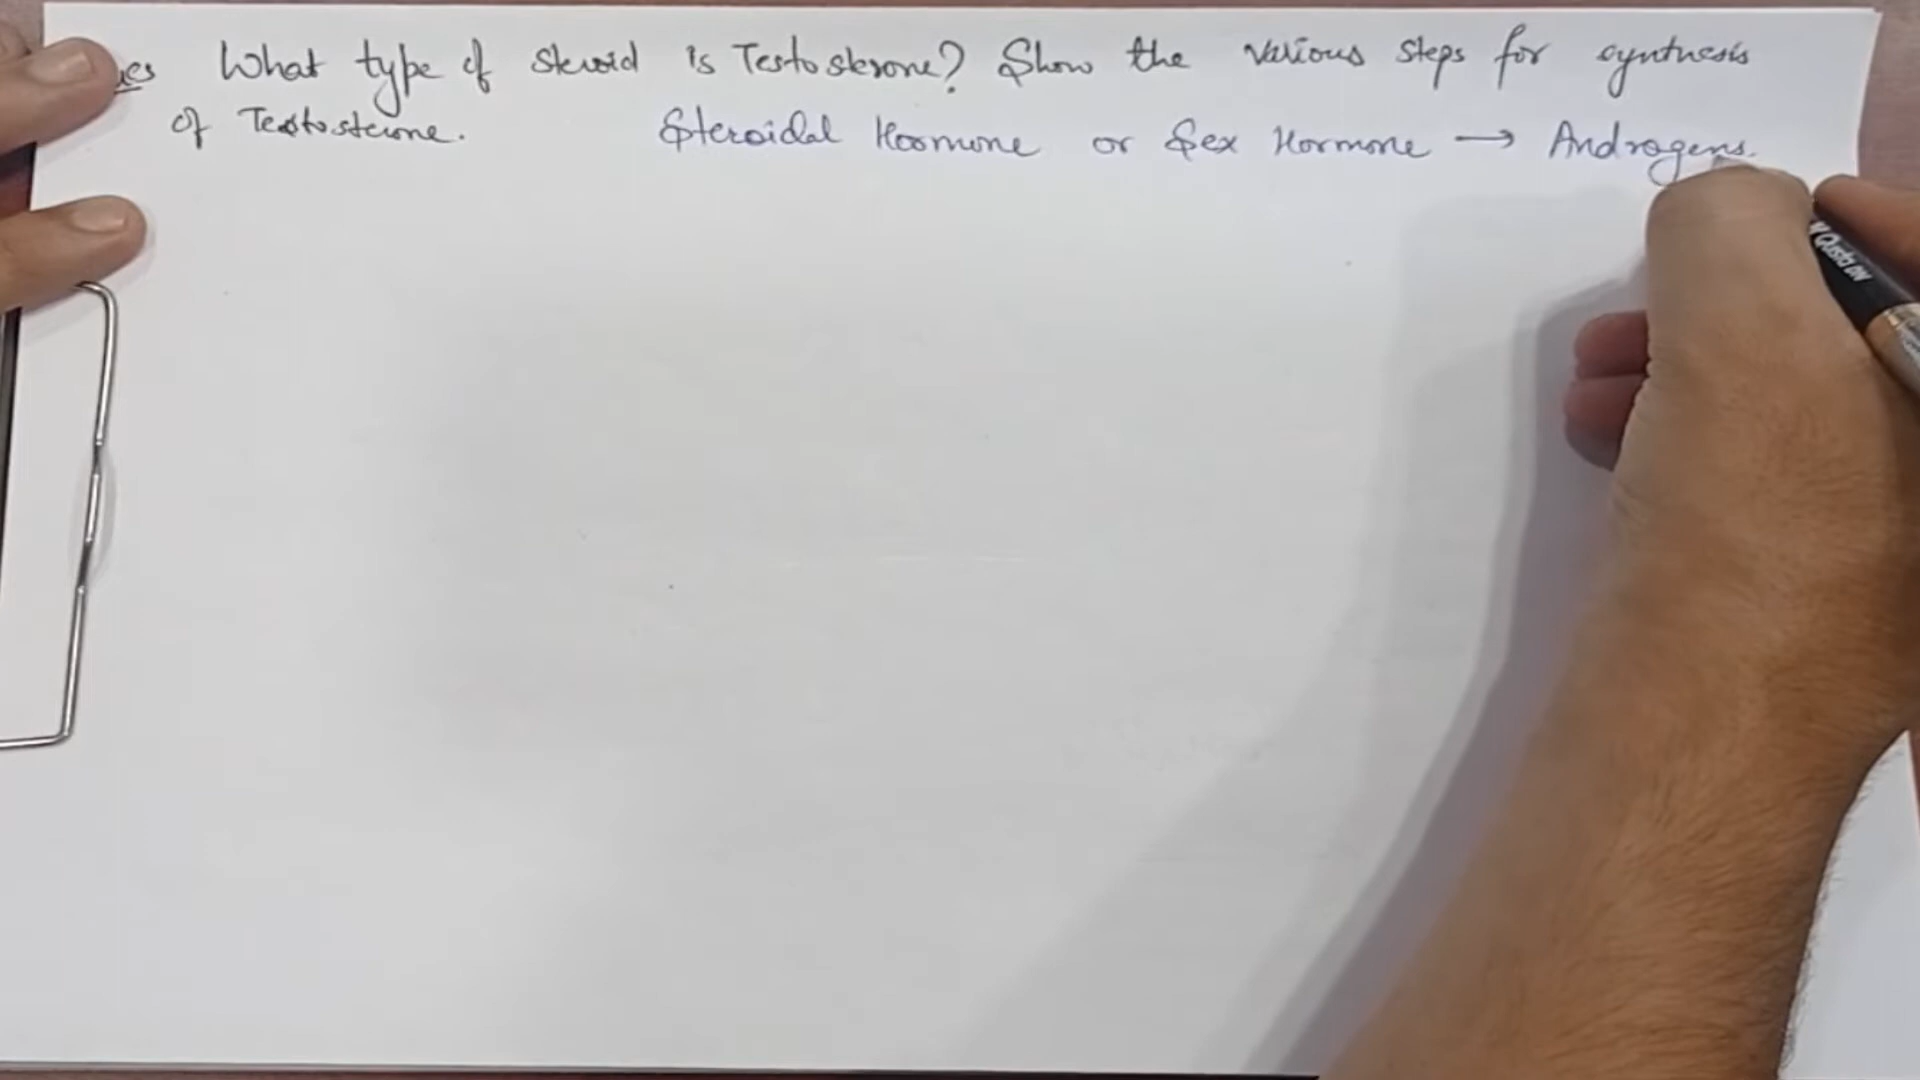 es What type of steroid is Testosterone? Show the various steps for synthesis
of Testosterone. Steroidal Hormone or Sex Hormone → Androgens.